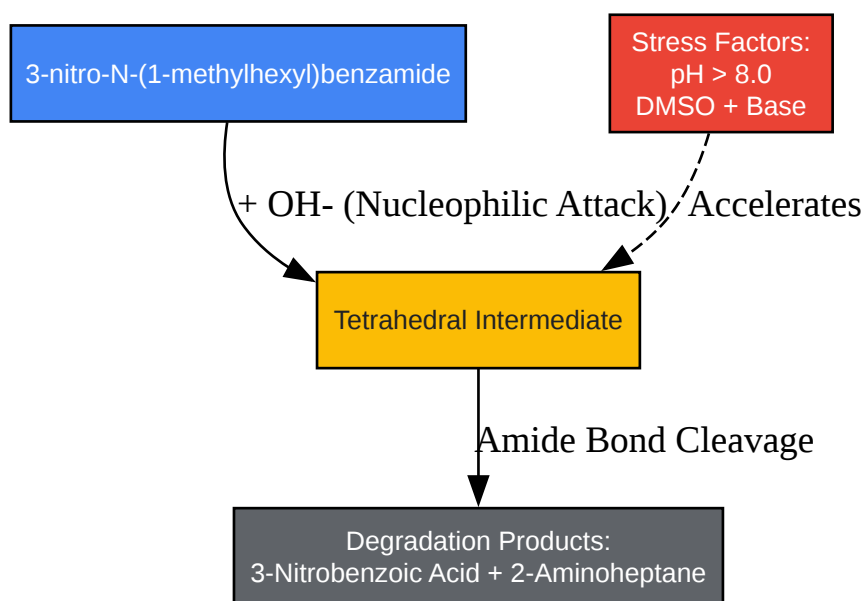 3-nitro-N-(1-methylhexyl)benzamide
Stress Factors:
pH > 8.0
DMSO + Base
+ OH- (Nucleophilic Attack)
Accelerates
Tetrahedral Intermediate
Amide Bond Cleavage
Degradation Products:
3-Nitrobenzoic Acid + 2-Aminoheptane